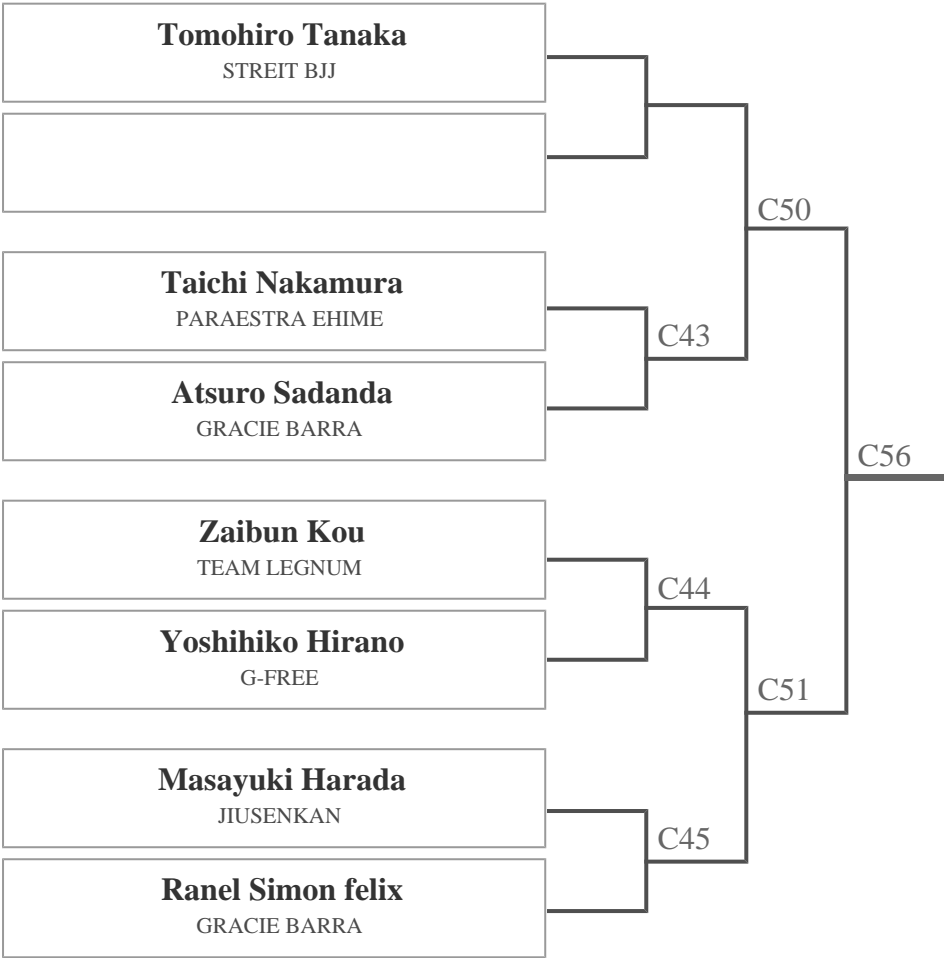 Tomohiro Tanaka
STREIT BJJ
C50
Taichi Nakamura
PARAESTRA EHIME
C43
Atsuro Sadanda
GRACIE BARRA
C56
Zaibun Kou
TEAM LEGNUM
C44
Yoshihiko Hirano
G-FREE
C51
Masayuki Harada
JIUSENKAN
C45
Ranel Simon felix
GRACIE BARRA